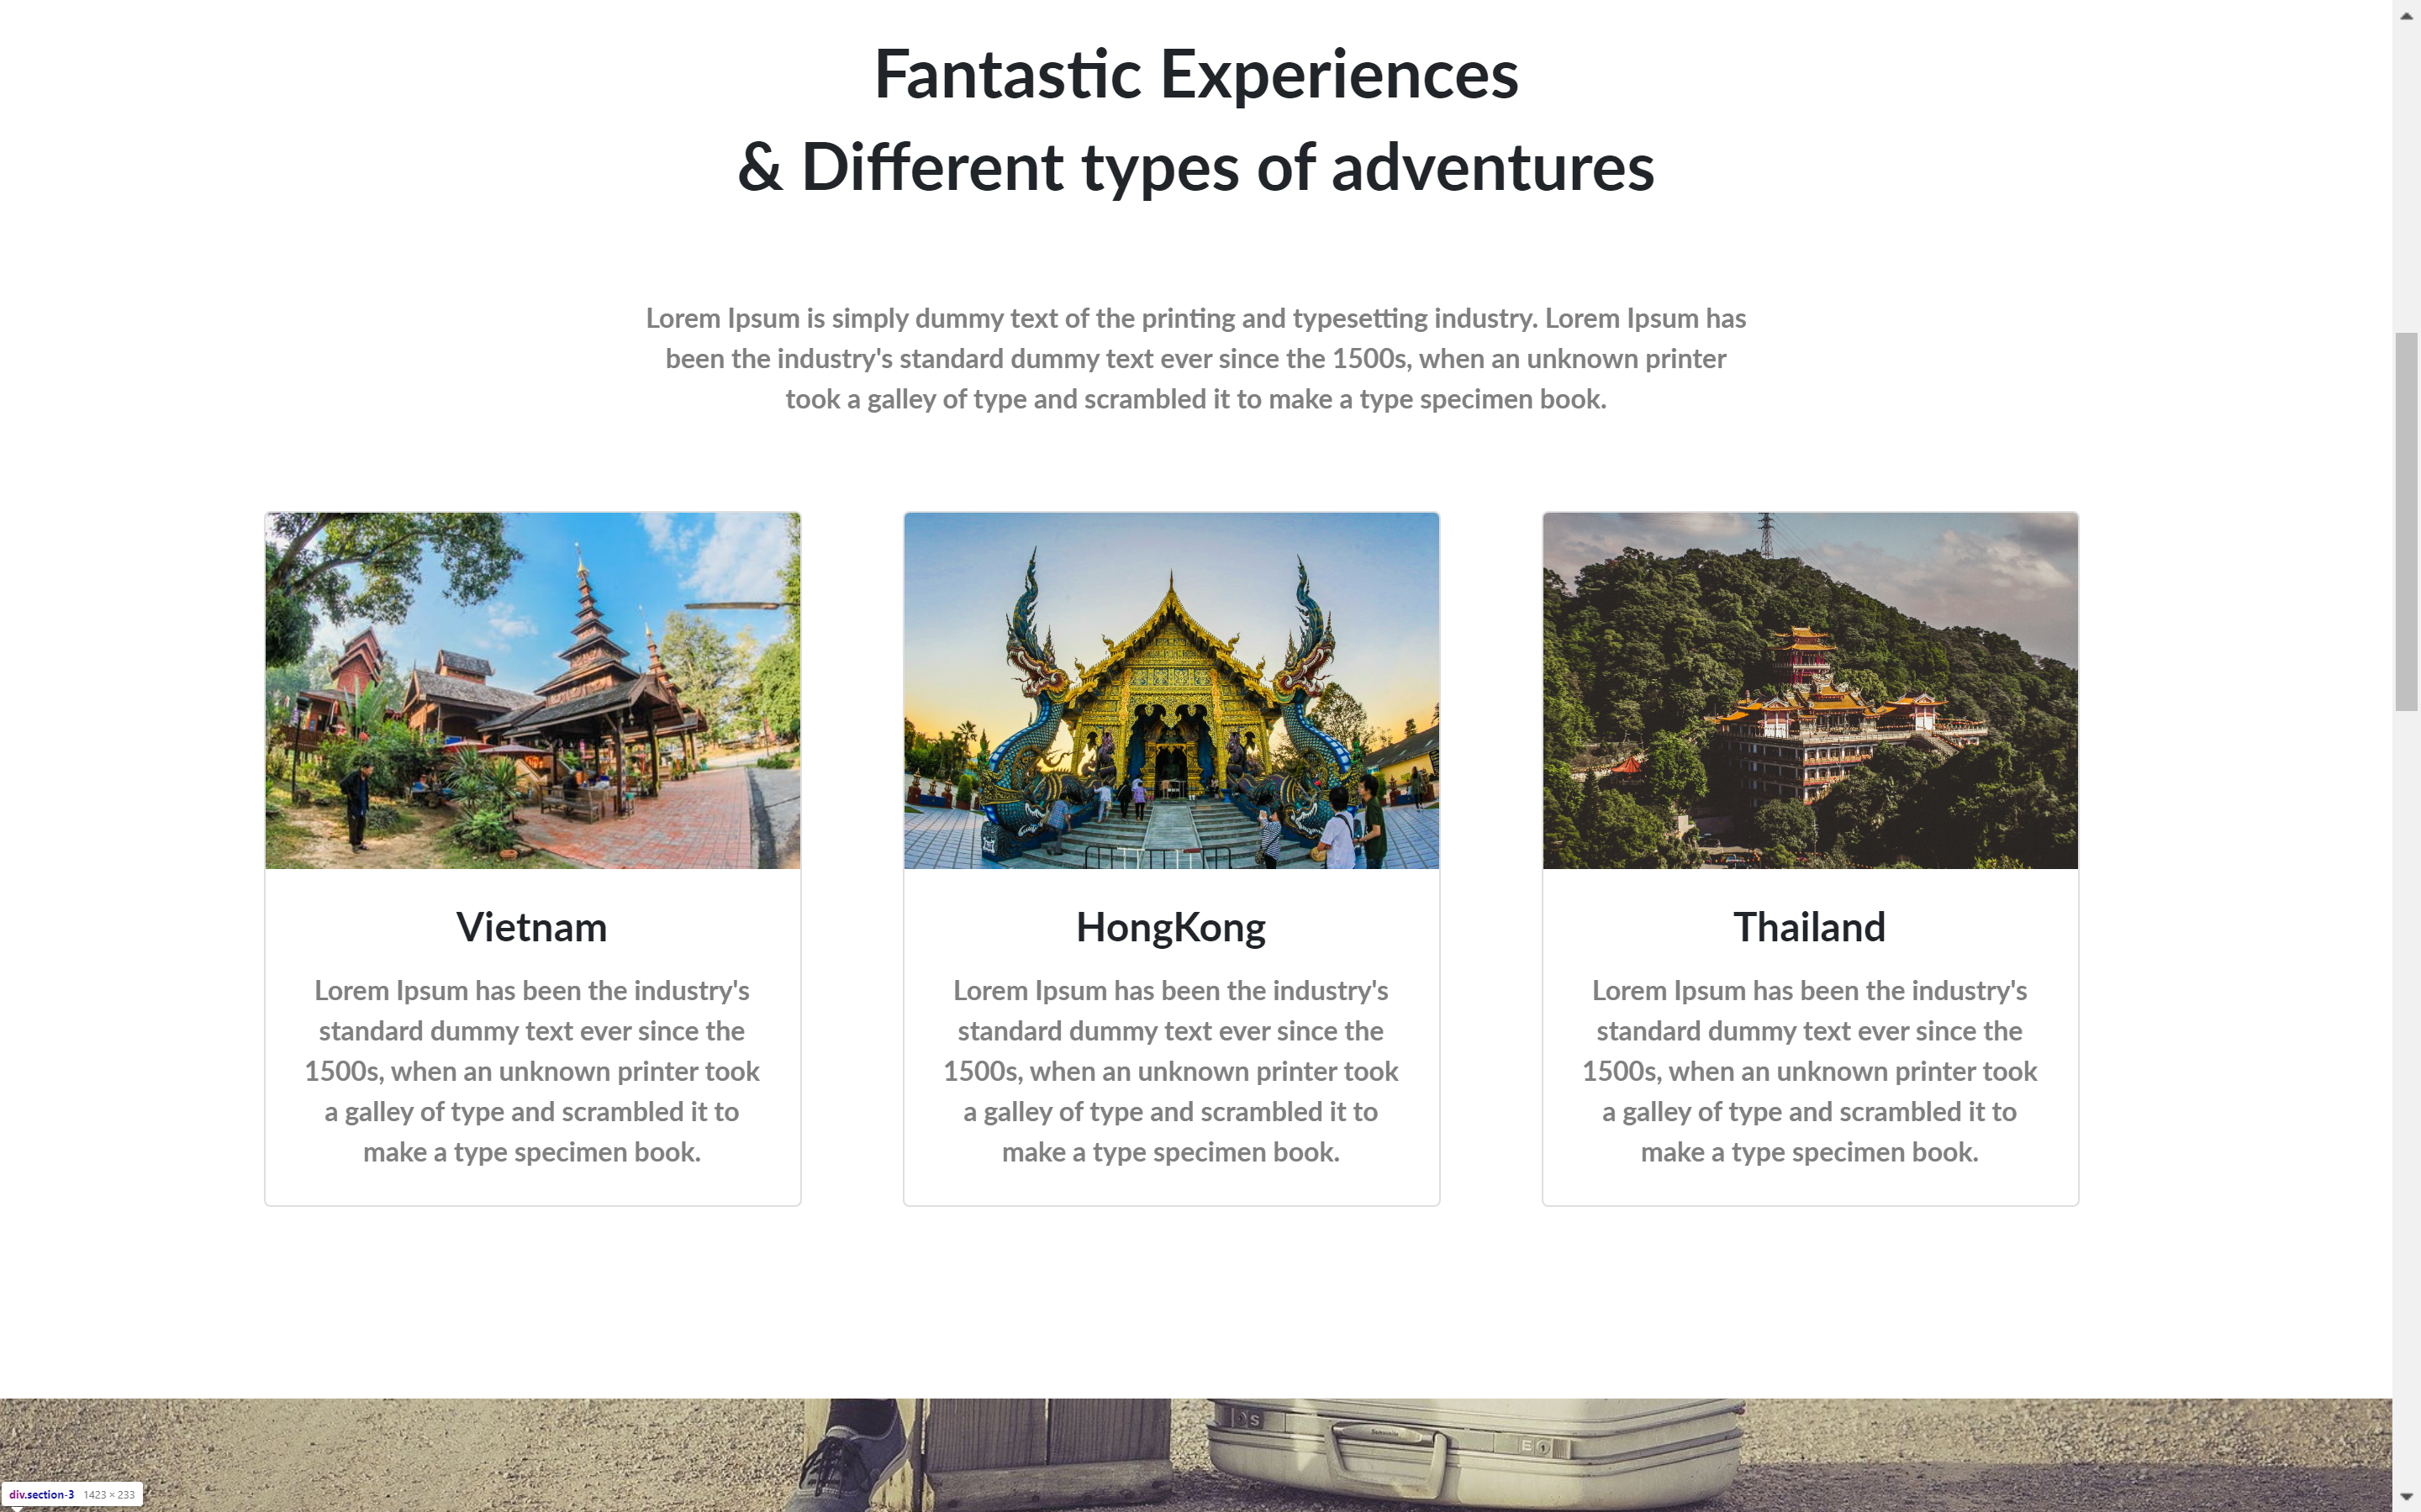 Fantastic Experiences
& Different types of adventures
Lorem Ipsum is simply dummy text of the printing and typesetting industry. Lorem Ipsum has
been the industry's standard dummy text ever since the 1500s, when an unknown printer
took a galley of type and scrambled it to make a type specimen book.
Vietnam
Lorem Ipsum has been the industry's
standard dummy text ever since the
1500s, when an unknown printer took
a galley of type and scrambled it to
make a type specimen book.
HongKong
Lorem Ipsum has been the industry's
standard dummy text ever since the
1500s, when an unknown printer took
a galley of type and scrambled it to
make a type specimen book.
Thailand
Lorem Ipsum has been the industry's
standard dummy text ever since the
1500s, when an unknown printer took
a galley of type and scrambled it to
make a type specimen book.
S
Samsonite
E
div.section-3 1423 × 233